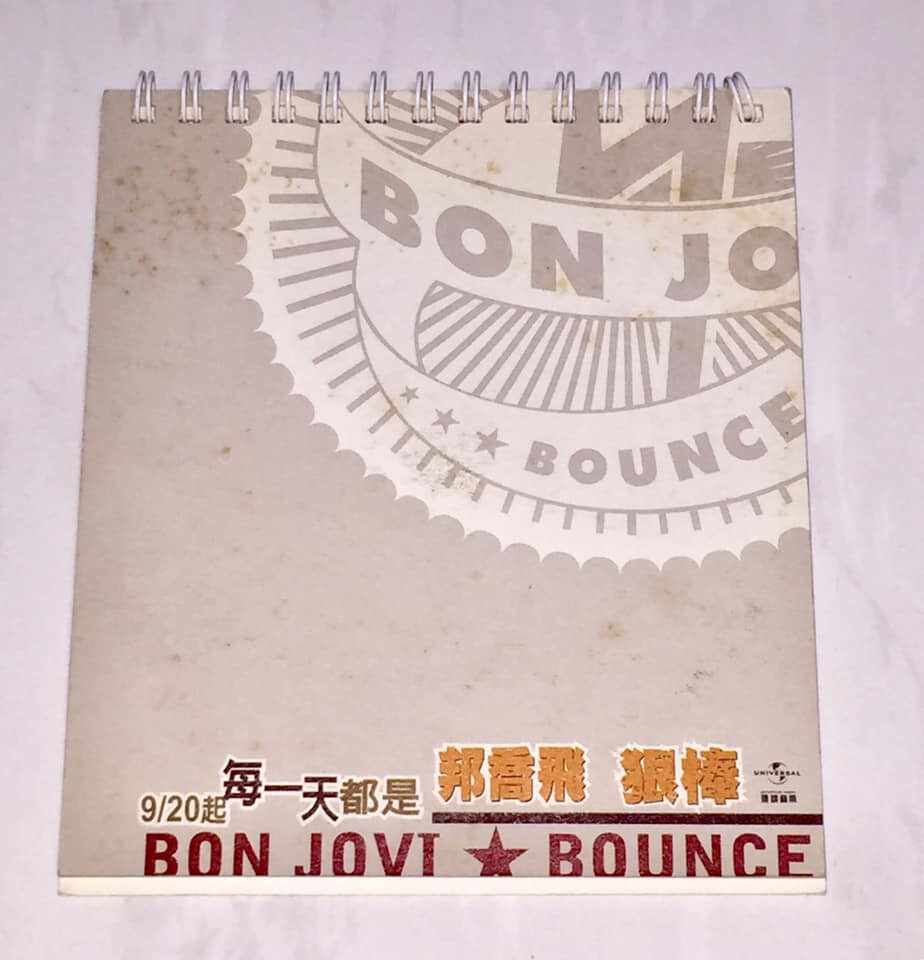 BON JO
BOUNCE
9/20起每一天都是 邦喬飛 狠棒
UNIVERSAL
環球音樂
BON JOVI ★ BOUNCE